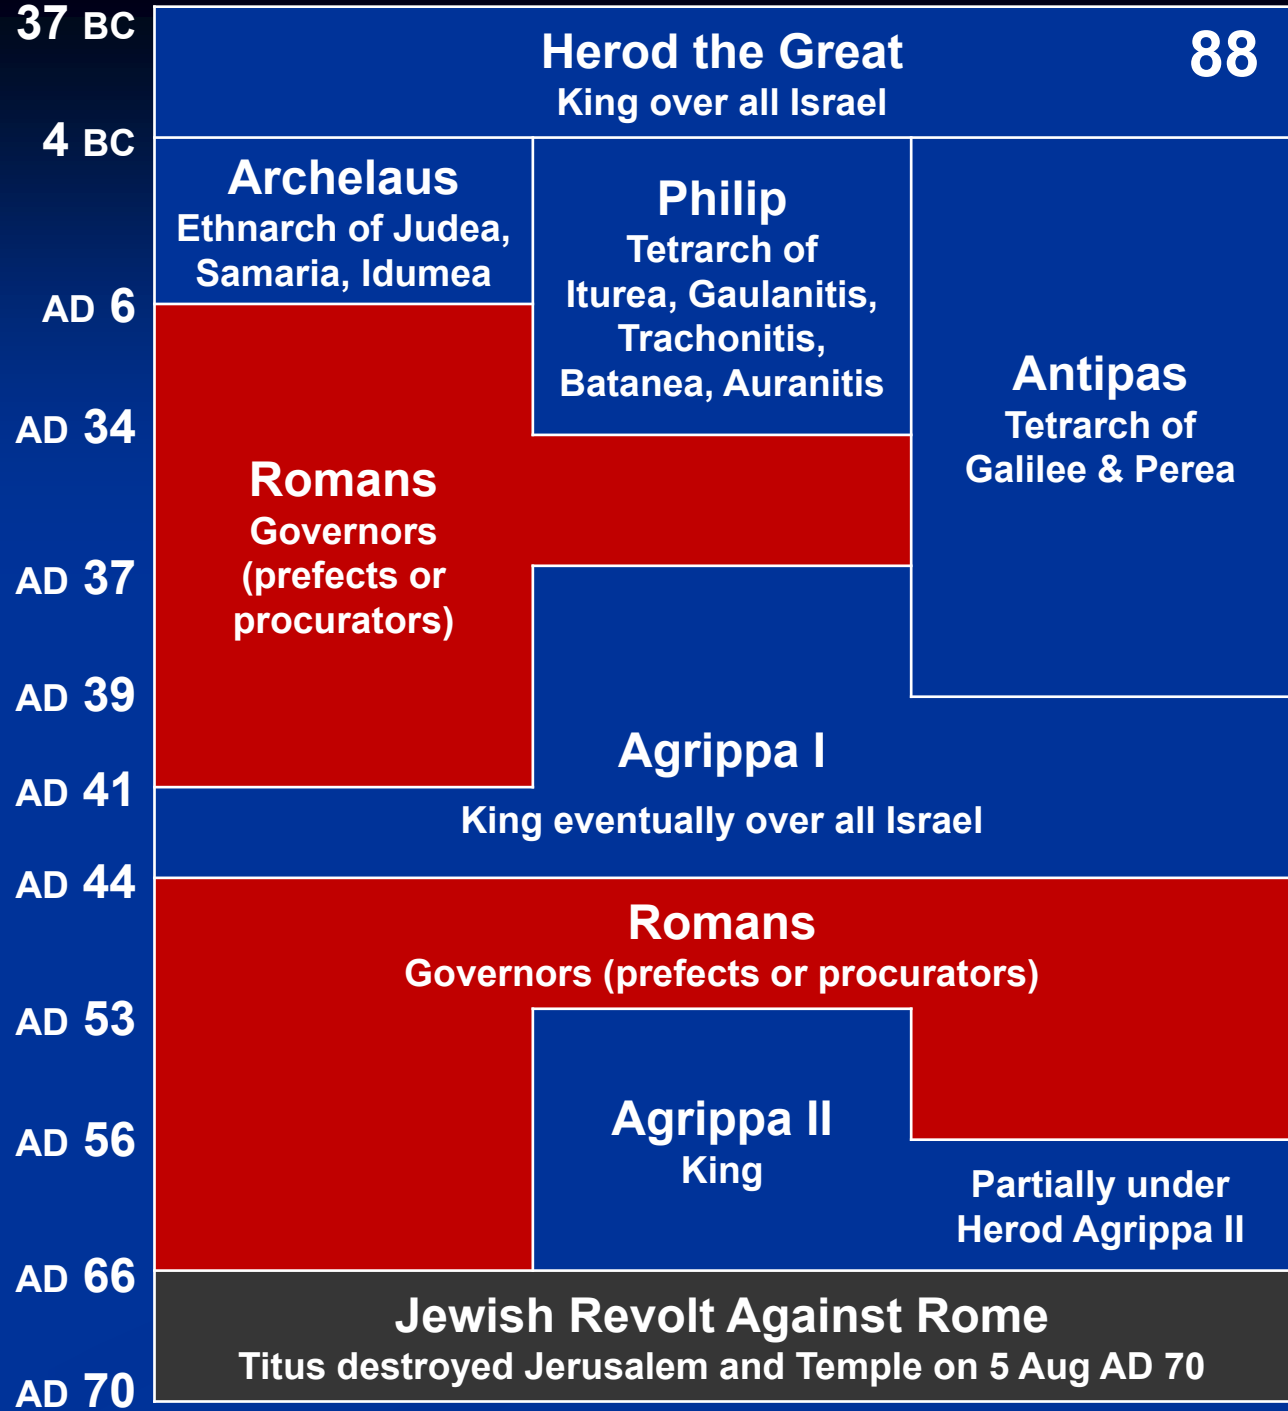 37 BC
Herod the Great
88
King over all Israel
4 BC
Archelaus
Ethnarch of Judea,
Samaria, Idumea
Philip
Tetrarch of
Iturea, Gaulanitis,
Trachonitis,
Batanea, Auranitis
Antipas
Tetrarch of
Galilee & Perea
AD 6
AD 34
Romans
Governors
(prefects or
procurators)
AD 37
AD 39
Agrippa I
AD 41
King eventually over all Israel
AD 44
Romans
Governors (prefects or procurators)
AD 53
Agrippa II
King
AD 56
Partially under
Herod Agrippa II
AD 66
Jewish Revolt Against Rome
Titus destroyed Jerusalem and Temple on 5 Aug AD 70
AD 70